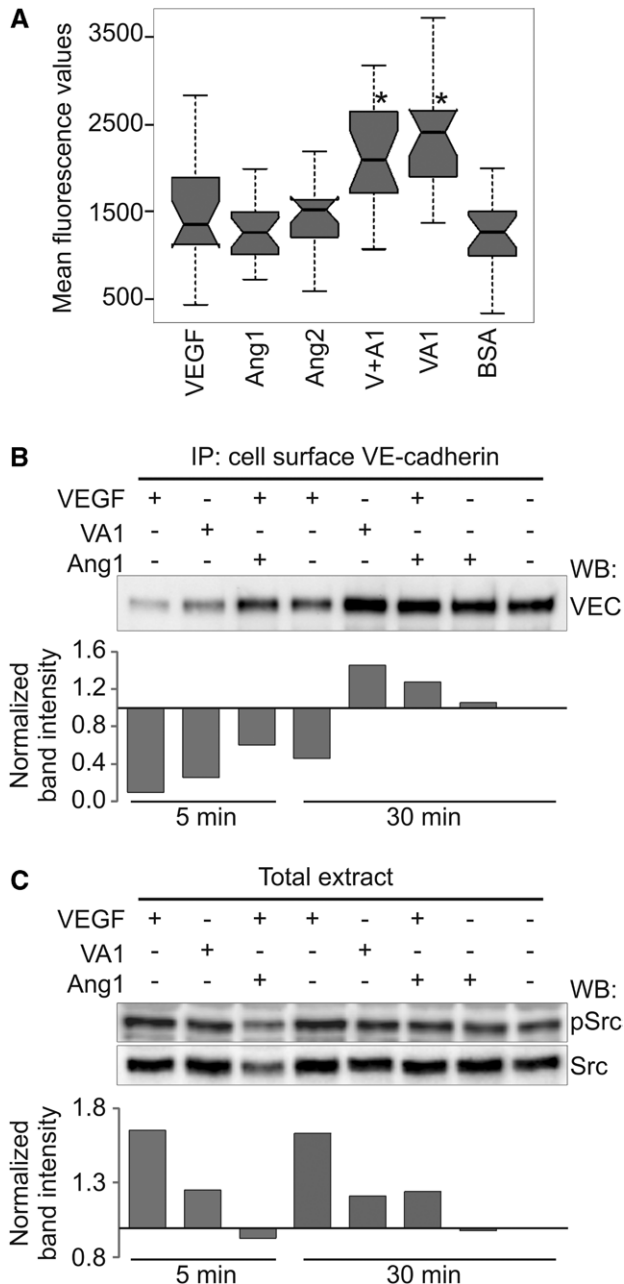 A
Mean fluorescence values
3500
2500
1500
500
* *
VEGF Ang1 Ang2 V+A1 VA1 BSA
B
IP: cell surface VE-cadherin
VEGF + - + + - + - -
VA1 - + - - + - - -
Ang1 - - + - - + + -
WB:
VEC
Normalized
band intensity
1.6
1.2
0.8
0.4
0.0
5 min 30 min
C
Total extract
VEGF + - + + - + - -
VA1 - + - - + - - -
Ang1 - - + - - + + -
WB:
pSrc
Src
Normalized
band intensity
1.8
1.3
0.8
5 min 30 min